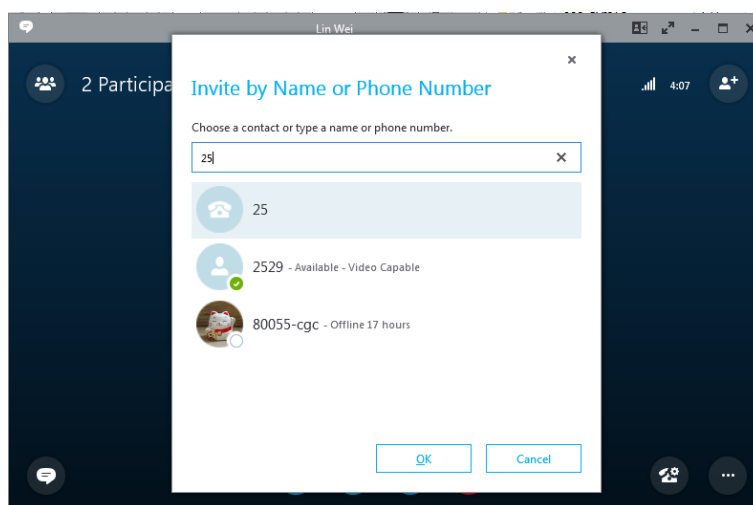 Lin Wei
2 Participa
4:07
Invite by Name or Phone Number
Choose a contact or type a name or phone number.
25
25
2529 - Available - Video Capable
80055-cgc - Offline 17 hours
OK
Cancel